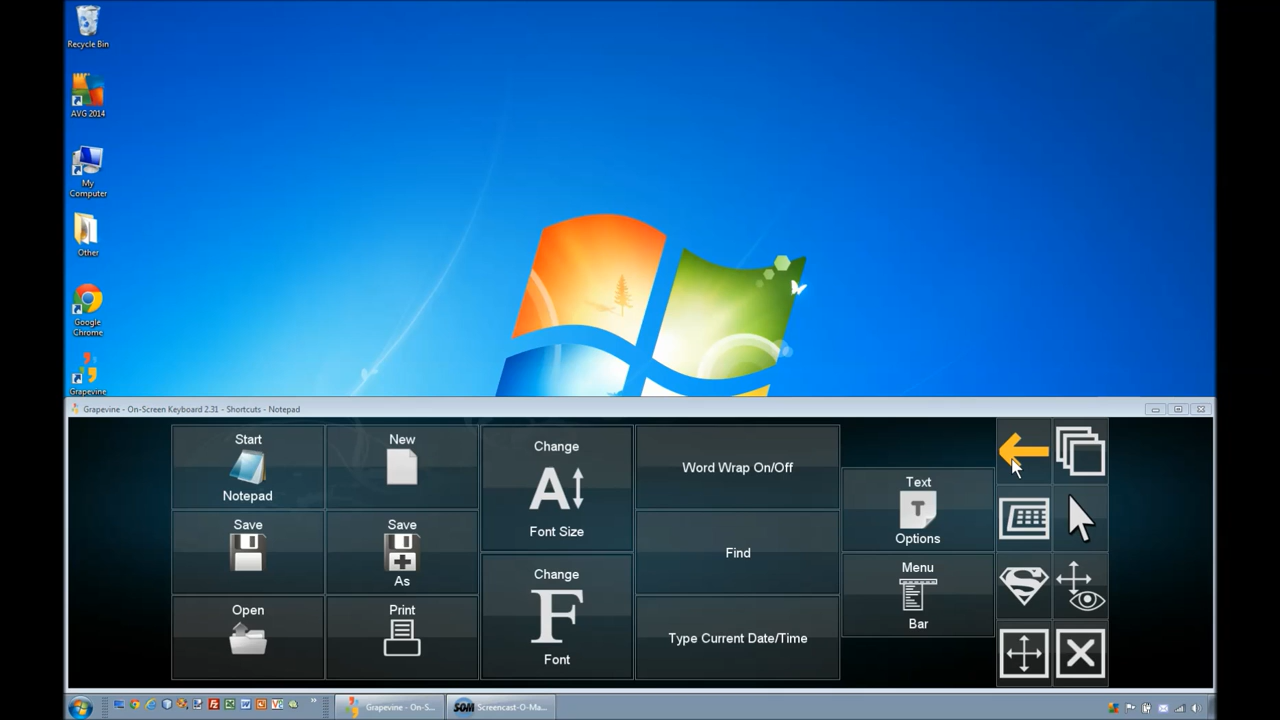 Recycle Bin
AVG 2014
My
Computer
Other
Google
Chrome
Grapevine
Grapevine - On-Screen Keyboard 2.31 - Shortcuts - Notepad
Start
Notepad
New
Change
A
Font Size
Word Wrap On/Off
Text
T
Options
Save
Save
As
Find
Menu
Bar
Open
Print
Change
F
Font
Type Current Date/Time
Grapevine - On-S...
SOM Screencast-O-Ma...